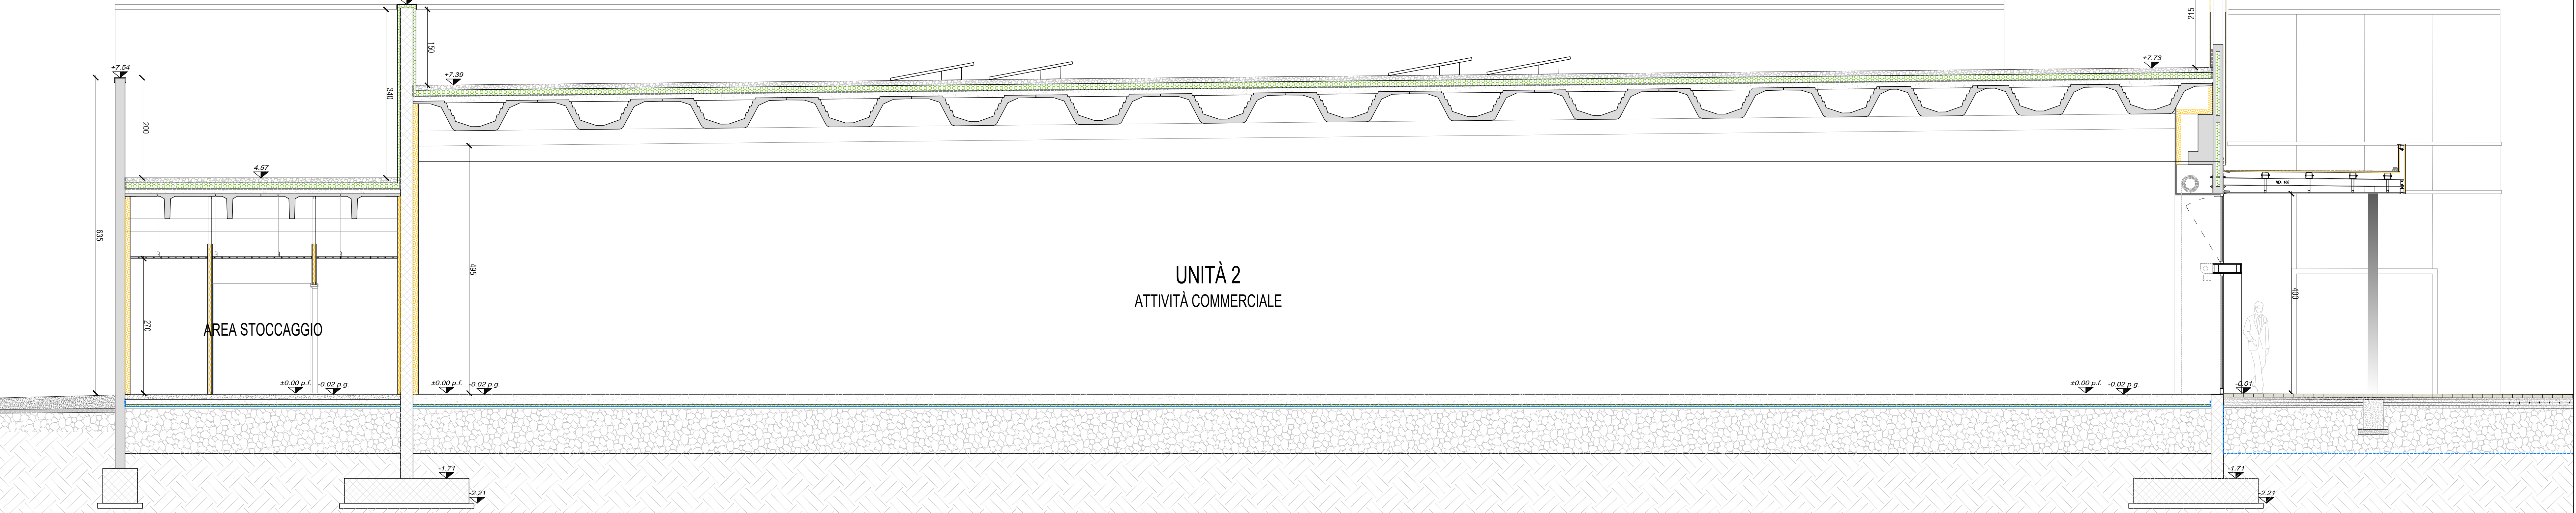 215
150
340
+7.54
+7.39
+7.73
200
4.57
HEA 180
635
495
UNITÀ 2
ATTIVITÀ COMMERCIALE
400
270
AREA STOCCAGGIO
±0.00 p.f.
-0.02 p.g.
±0.00 p.f.
-0.02 p.g.
±0.00 p.f.
-0.02 p.g.
-0.01
-1.71
-2.21
-1.71
-2.21